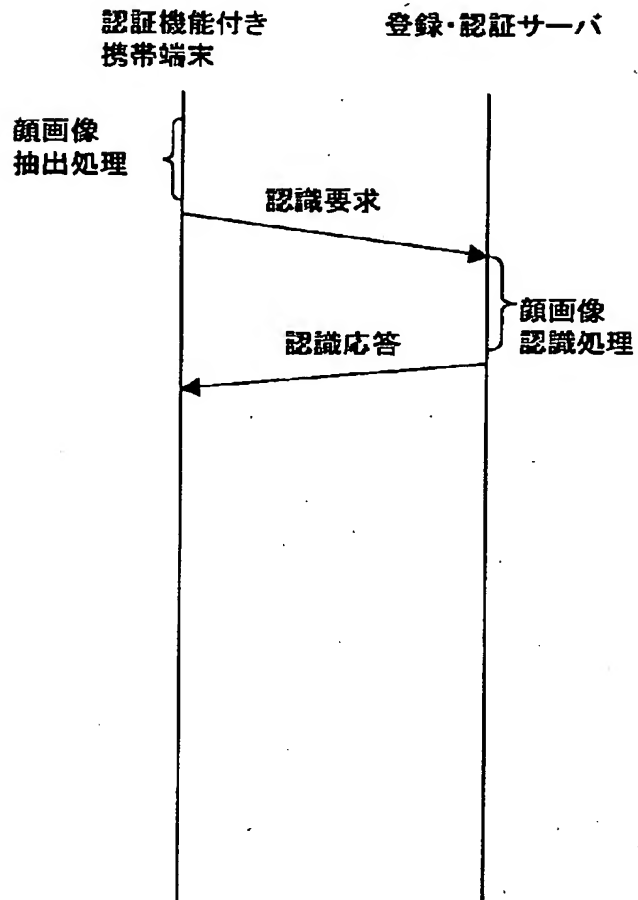 認証機能付き
携帯端末
登録・認証サーバ
顔画像
抽出処理
認識要求
顔画像
認識処理
認識応答